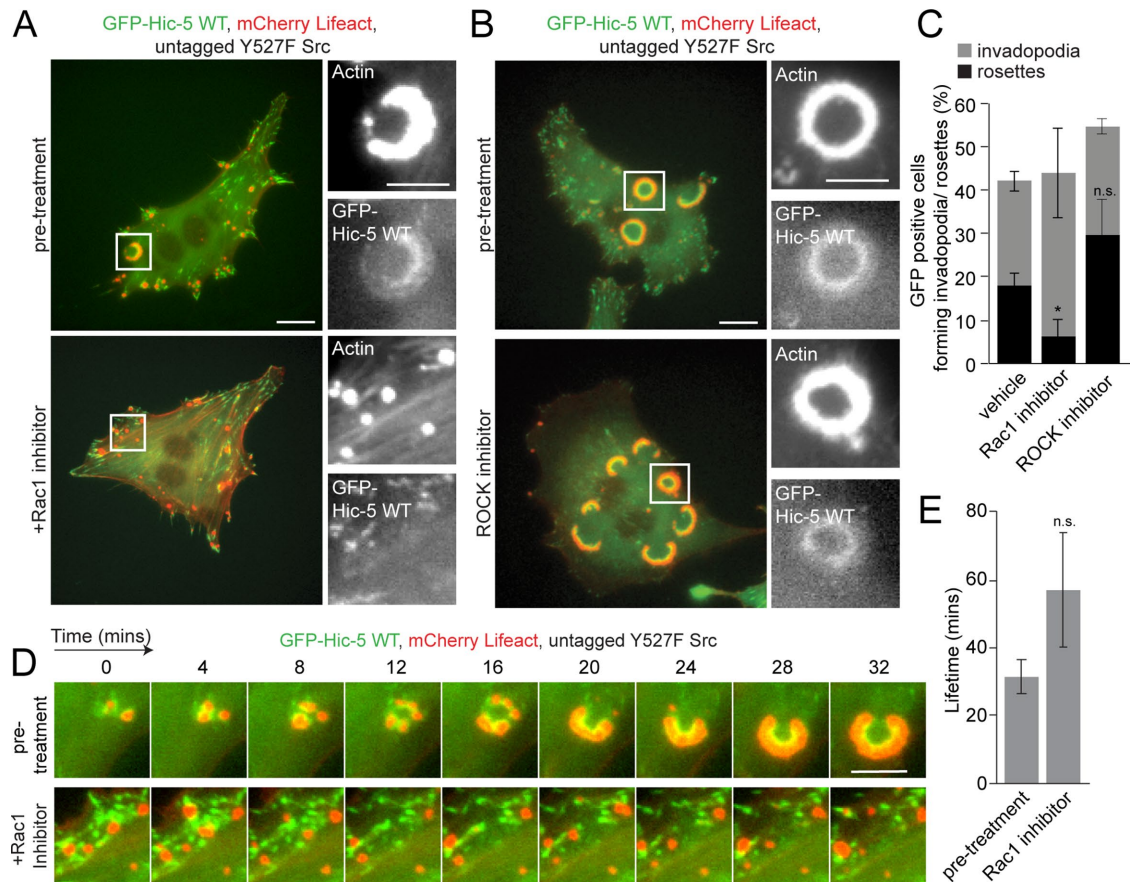 A
GFP-Hic-5 WT, mCherry Lifeact,
untagged Y527F Src
pre-treatment
Actin
GFP-
Hic-5 WT
+Rac1 inhibitor
Actin
GFP-
Hic-5 WT
B
GFP-Hic-5 WT, mCherry Lifeact,
untagged Y527F Src
pre-treatment
Actin
GFP-
Hic-5 WT
ROCK inhibitor
Actin
GFP-
Hic-5 WT
C
invadopodia
rosettes
GFP positive cells
forming invadopodia/ rosettes (%)
60
50
40
30
20
10
0
*
n.s.
vehicle
Rac1 inhibitor
ROCK inhibitor
D
Time (mins)
GFP-Hic-5 WT, mCherry Lifeact, untagged Y527F Src
0 4 8 12 16 20 24 28 32
pre-
treatment
+Rac1
Inhibitor
E
Lifetime (mins)
80
60
40
20
0
n.s.
pre-treatment
Rac1 inhibitor